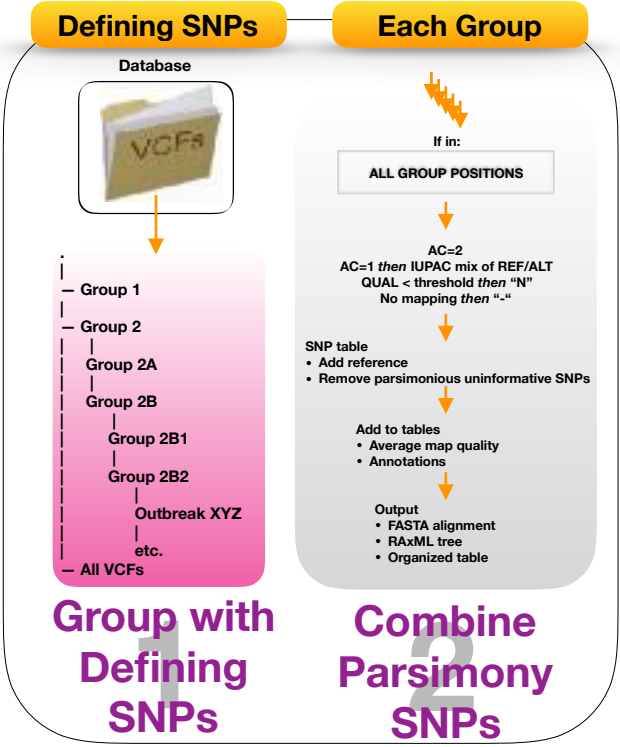 Defining SNPs
Database
VCFs
.
|
— Group 1
|
— Group 2
| |
| Group 2A
| |
| Group 2B
| |
| Group 2B1
| |
| Group 2B2
| |
| Outbreak XYZ
| |
| etc.
— All VCFs
1
Group with
Defining
SNPs
Each Group
If in:
ALL GROUP POSITIONS
AC=2
AC=1 then IUPAC mix of REF/ALT
QUAL < threshold then “N”
No mapping then “-“
SNP table
• Add reference
• Remove parsimonious uninformative SNPs
Add to tables
• Average map quality
• Annotations
Output
• FASTA alignment
• RAxML tree
• Organized table
2
Combine
Parsimony
SNPs